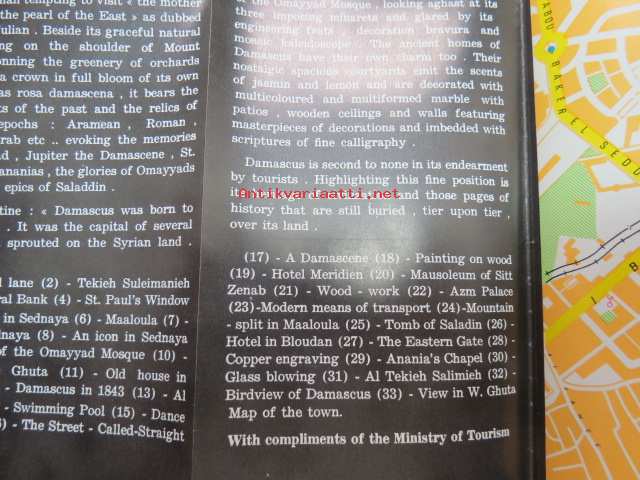 than tempting to visit « the mother
the pearl of the East » as dubbed
Julian . Beside its graceful natural
ng on the shoulder of Mount
onning the greenery of orchards
a crown in full bloom of its own
as rosa damascena , it bears the
ts of the past and the relics of
epochs : Aramean , Roman ,
rab etc .. evoking the memories
d , Jupiter the Damascene , St.
ananias , the glories of Omayyads
epics of Saladdin .
tine : « Damascus was born to
. It was the capital of several
sprouted on the Syrian land .
l lane (2) - Tekieh Suleimanieh
ral Bank (4) - St. Paul's Window
in Sednaya (6) - Maaloula (7) -
naya (8) - An icon in Sednaya
of the Omayyad Mosque (10) -
Ghuta (11) - Old house in
- Damascus in 1843 (13) - Al
- Swimming Pool (15) - Dance
) - The Street - Called-Straight
of the Omayyad Mosque , looking aghast at its
three imposing minarets and glared by its
engineering feats , decoration bravura and
mosaic kaleidoscope . The ancient homes of
Damascus have their own charm too . Their
nostalgic spacious courtyards emit the scents
of jasmin and lemon and are decorated with
multicoloured and multiformed marble with
patios , wooden ceilings and walls featuring
masterpieces of decorations and imbedded with
scriptures of fine calligraphy .
Damascus is second to none in its endearment
by tourists . Highlighting this fine position is
its and those pages of
history that are still buried , tier upon tier ,
over its land .
(17) - A Damascene (18) - Painting on wood
(19) - Hotel Meridien (20) - Mausoleum of Sitt
Zenab (21) - Wood - work (22) - Azm Palace
(23)-Modern means of transport (24)-Mountain
- split in Maaloula (25) - Tomb of Saladin (26) -
Hotel in Bloudan (27) - The Eastern Gate (28) -
Copper engraving (29) - Anania's Chapel (30) -
Glass blowing (31) - Al Tekieh Salimieh (32) -
Birdview of Damascus (33) - View in W. Ghuta
Map of the town.
With compliments of the Ministry of Tourism
Antikvariaatti.net
ABOU BAKER EL SEDD
B